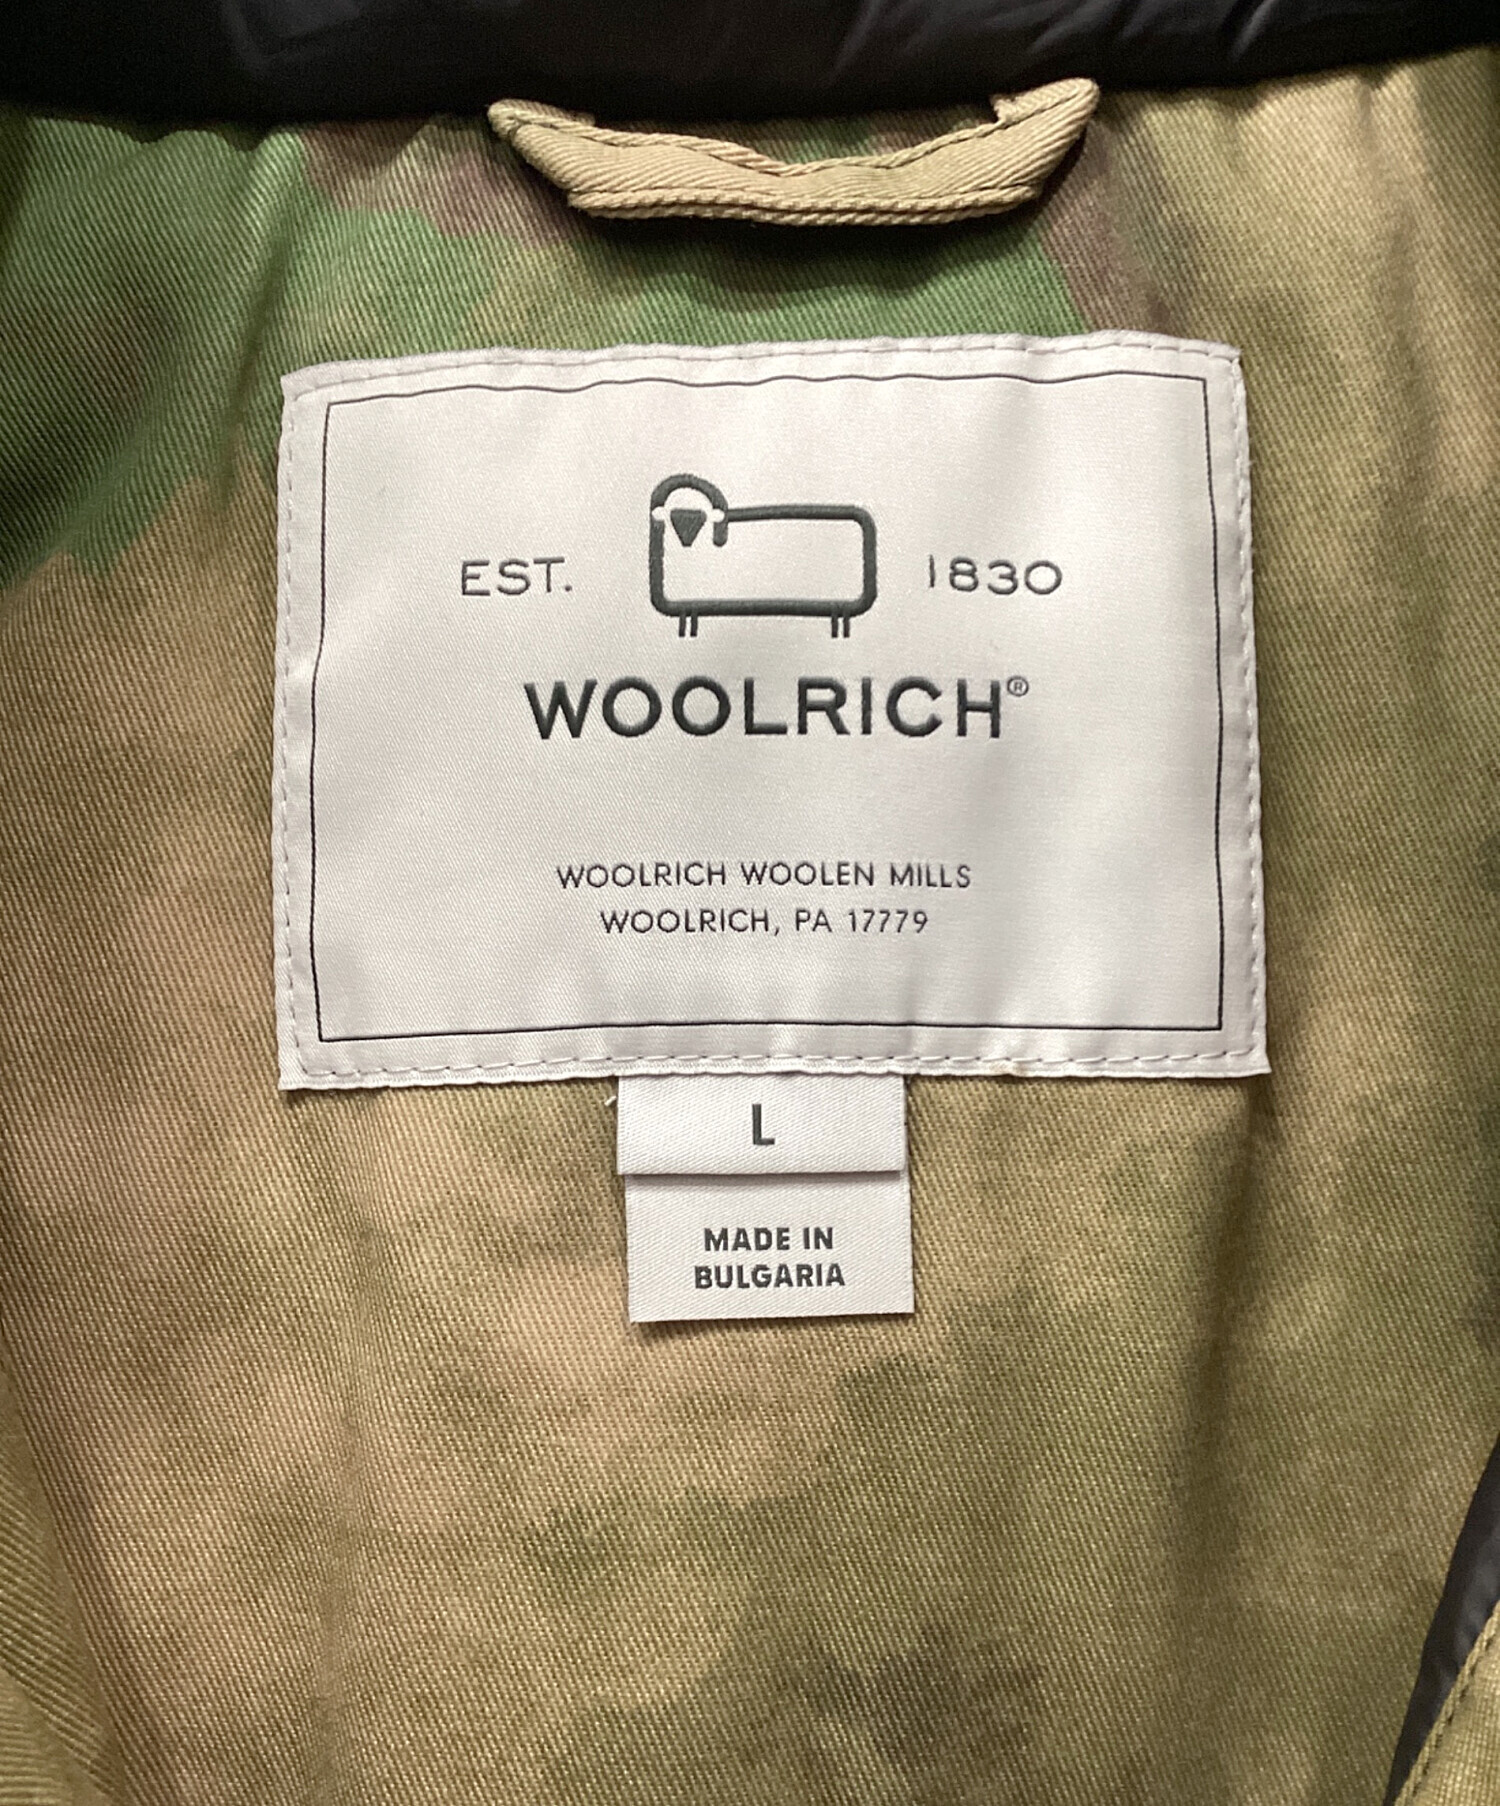 EST. 1830
WOOLRICH®
WOOLRICH WOOLEN MILLS
WOOLRICH, PA 17779
L
MADE IN
BULGARIA